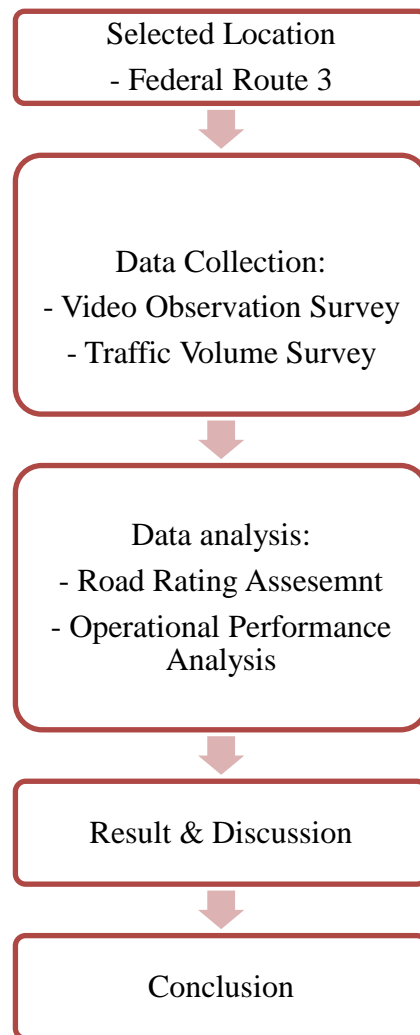 Selected Location
- Federal Route 3
Data Collection:
- Video Observation Survey
- Traffic Volume Survey
Data analysis:
- Road Rating Assesemnt
- Operational Performance
Analysis
Result & Discussion
Conclusion